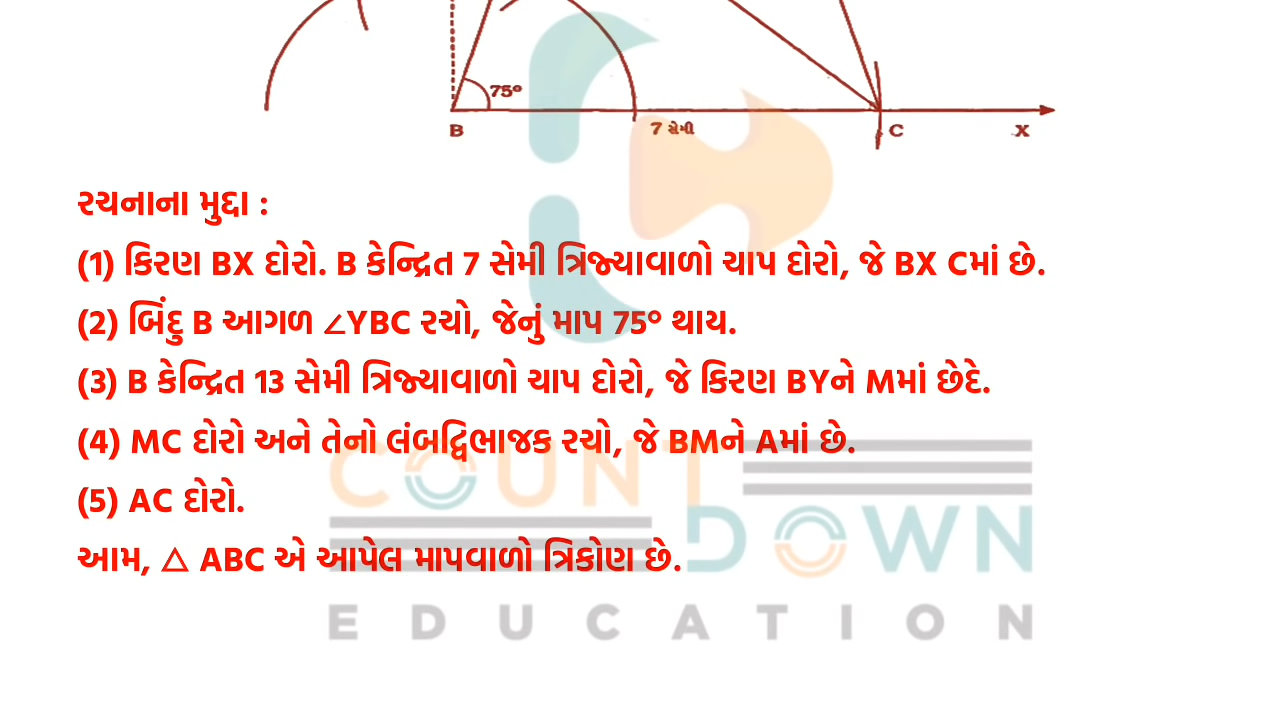 75°
B 7 સેમી C X
રચનાના મુદ્દા :
(1) કિરણ BX દોરો. B કેન્દ્રિત 7 સેમી ત્રિજ્યાવાળો ચાપ દોરો, જે BX Cમાં છે.
(2) બિંદુ B આગળ ∠YBC રચો, જેનું માપ 75° થાય.
(3) B કેન્દ્રિત 13 સેમી ત્રિજ્યાવાળો ચાપ દોરો, જે કિરણ BYને Mમાં છેદે.
(4) MC દોરો અને તેનો લંબદ્વિભાજક રચો, જે BMને Aમાં છે.
(5) AC દોરો.
આમ, △ ABC એ આપેલ માપવાળો ત્રિકોણ છે.
COUNT
DOWN
EDUCATION